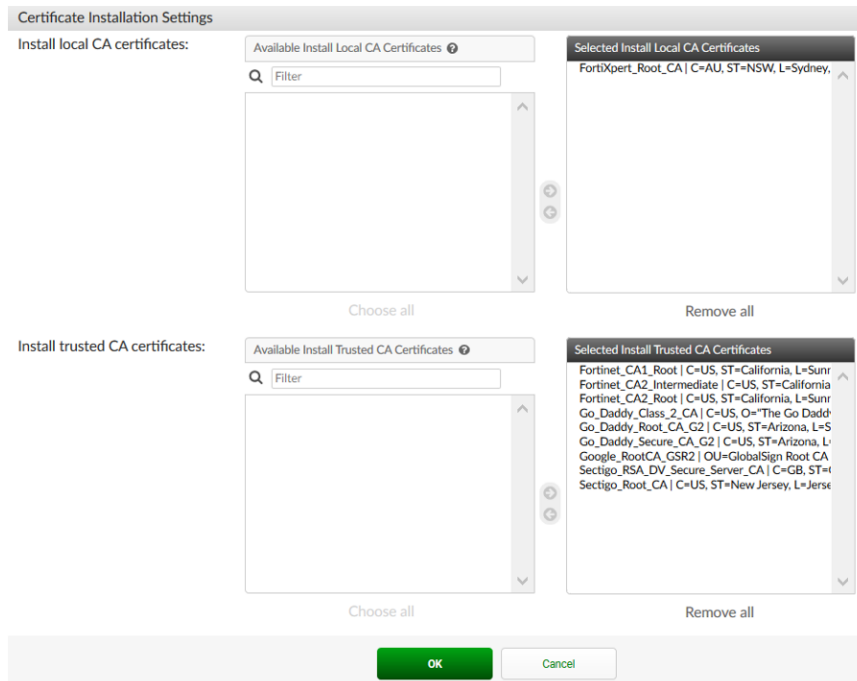 Certificate Installation Settings
Install local CA certificates:
Available Install Local CA Certificates
Filter
Choose all
Selected Install Local CA Certificates
FortiXpert_Root_CA | C=AU, ST=NSW, L=Sydney,
Remove all
Install trusted CA certificates:
Available Install Trusted CA Certificates
Filter
Choose all
Selected Install Trusted CA Certificates
Fortinet_CA1_Root | C=US, ST=California, L=Sunn
Fortinet_CA2_Intermediate | C=US, ST=California
Fortinet_CA2_Root | C=US, ST=California, L=Sunn
Go_Daddy_Class_2_CA | C=US, O="The Go Daddy
Go_Daddy_Root_CA_G2 | C=US, ST=Arizona, L=S
Go_Daddy_Secure_CA_G2 | C=US, ST=Arizona, L=
Google_RootCA_GSR2 | OU=GlobalSign Root CA
Sectigo_RSA_DV_Secure_Server_CA | C=GB, ST=
Sectigo_Root_CA | C=US, ST=New Jersey, L=Jerse
Remove all
OK
Cancel